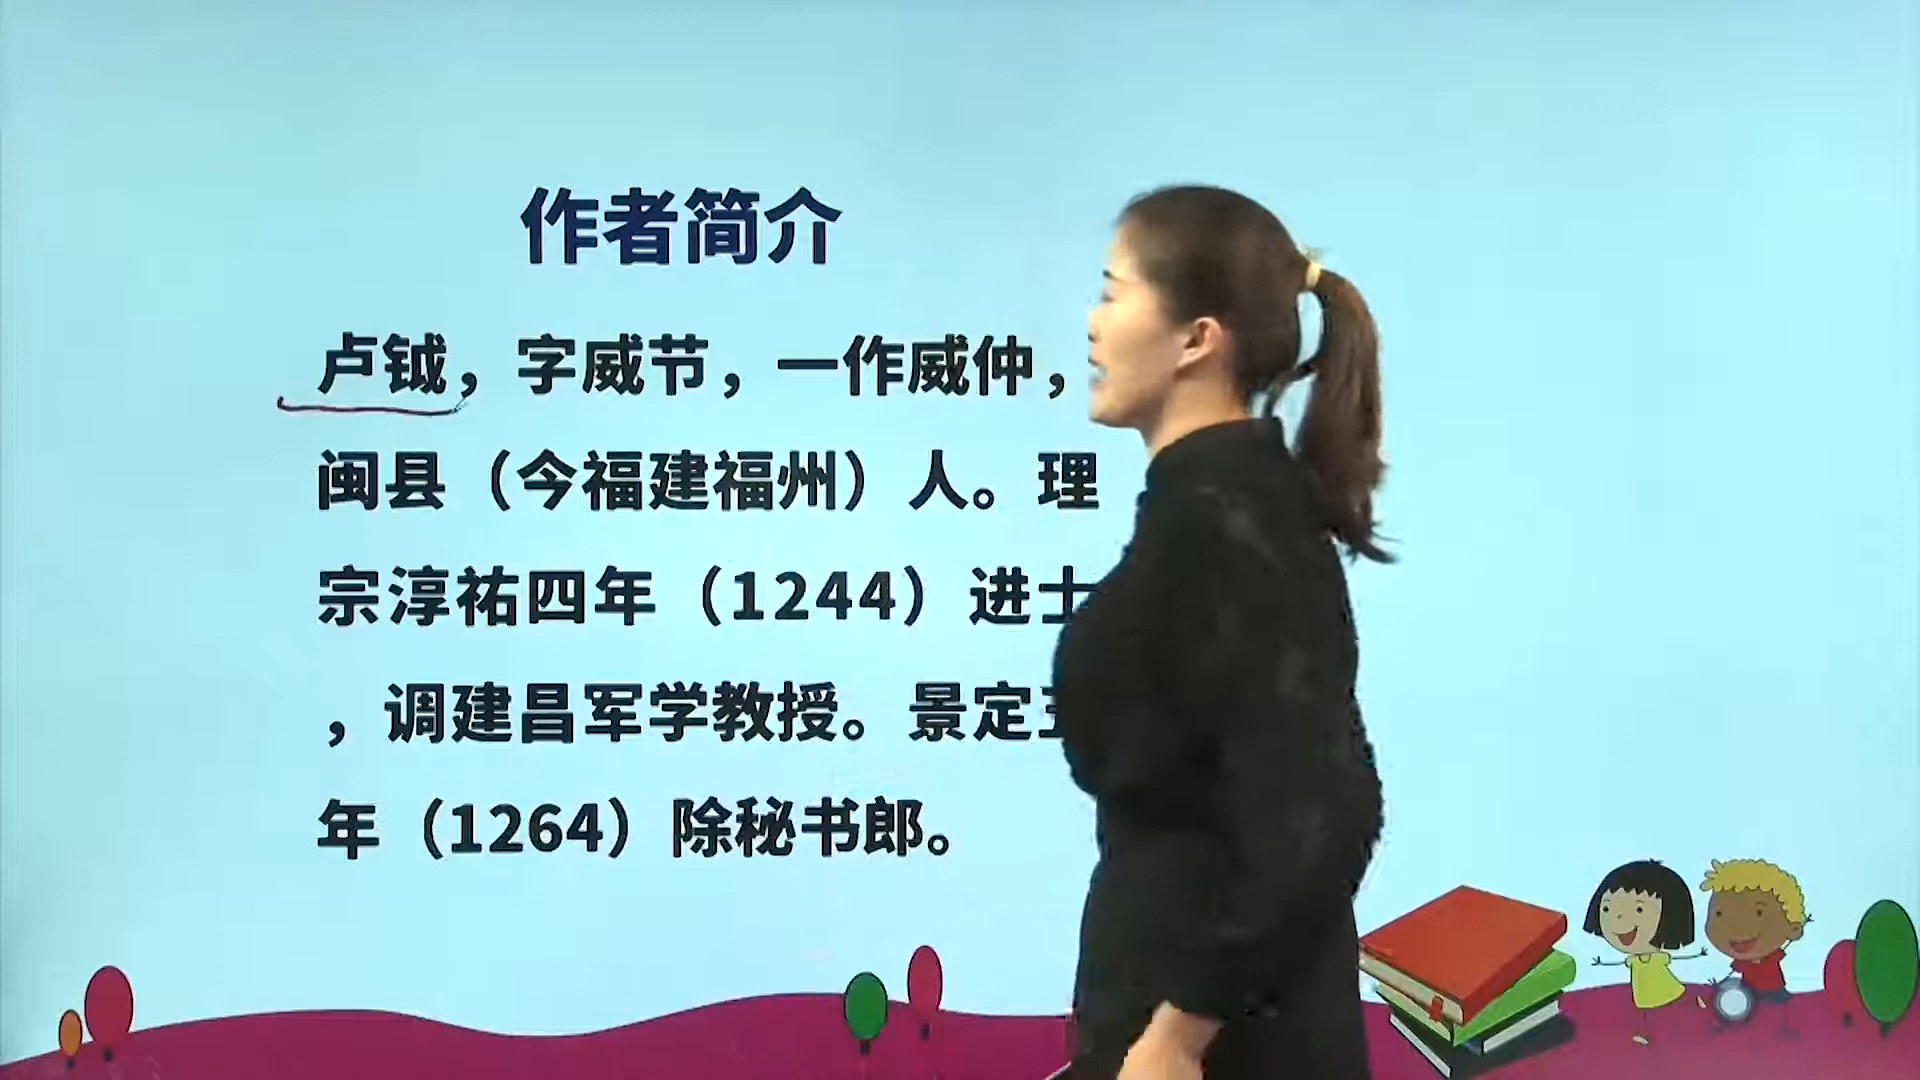 作者简介
卢钺，字威节，一作威仲，
闽县（今福建福州）人。理
宗淳祐四年（1244）进士
，调建昌军学教授。景定
年（1264）除秘书郎。